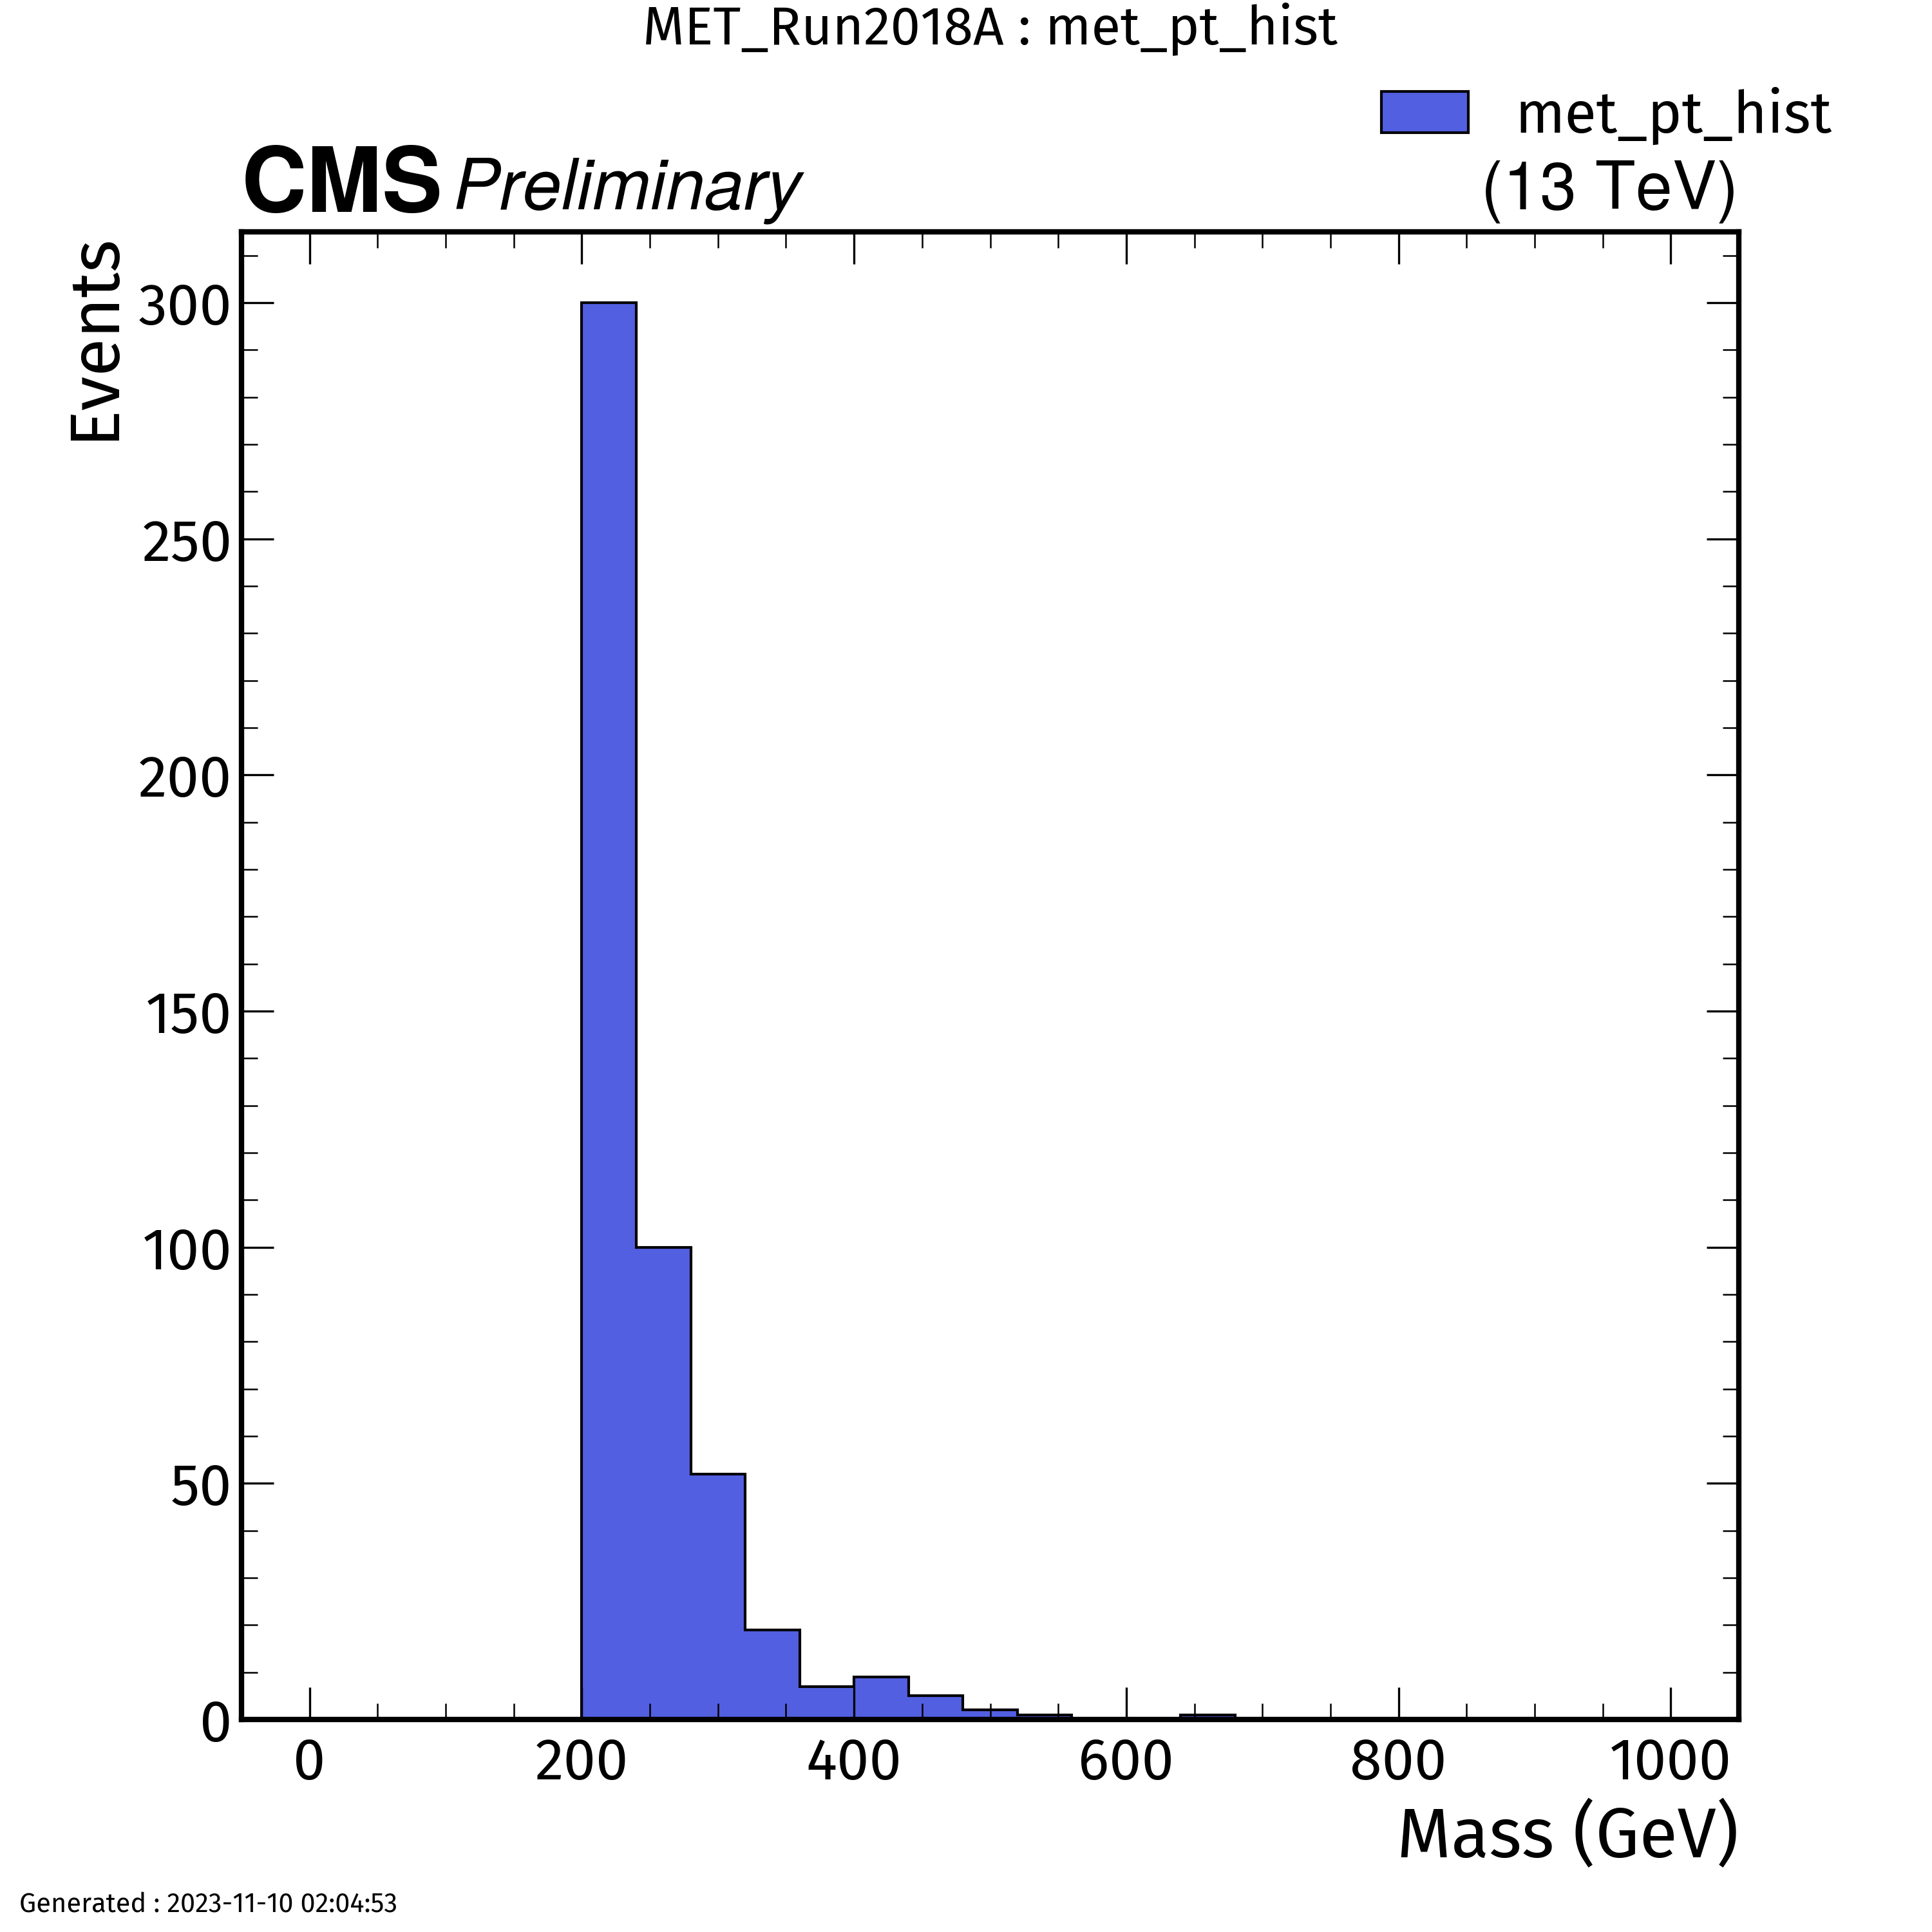 MET_Run2018A : met_pt_hist
met_pt_hist
CMS Preliminary (13 TeV)
Events
300
250
200
150
100
50
0
0 200 400 600 800 1000
Mass (GeV)
Generated : 2023-11-10 02:04:53